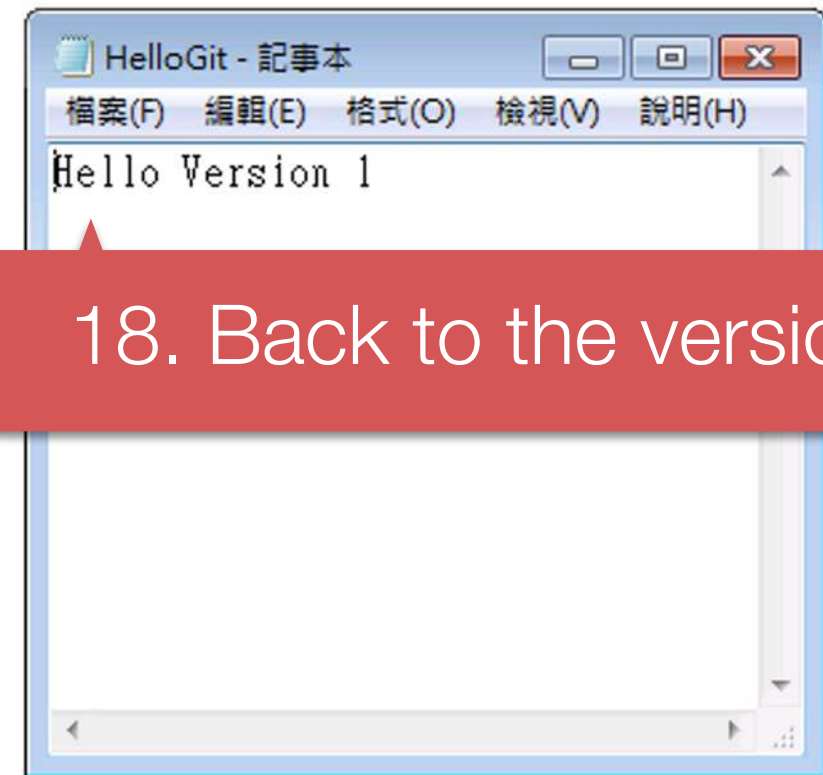 HelloGit - 記事本
檔案(F) 編輯(E) 格式(O) 檢視(V) 說明(H)
Hello Version 1
18. Back to the